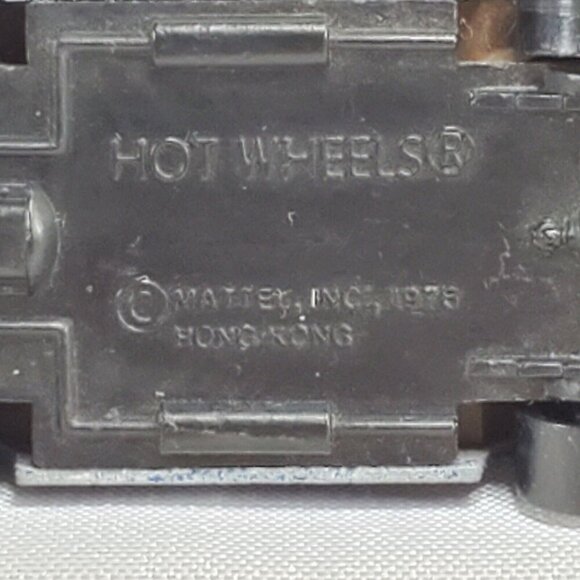 HOT WHEELS®
© MATTEL, INC., 1978
HONG KONG